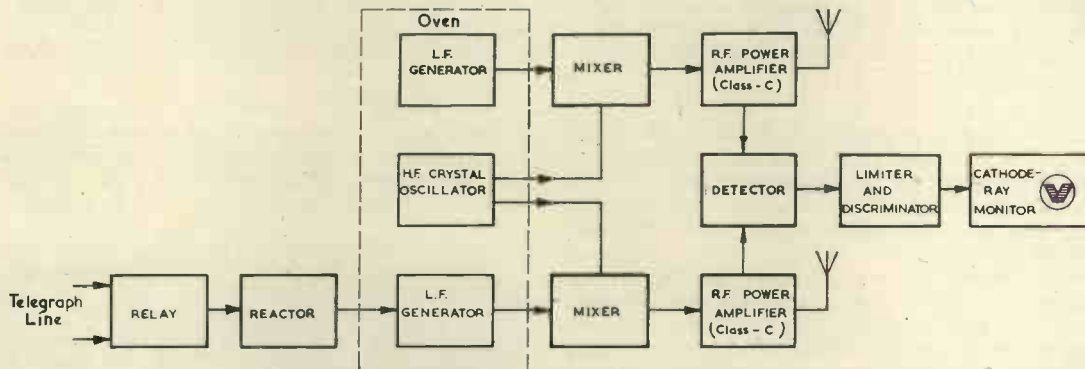 Oven
L.F.
GENERATOR
MIXER
R.F. POWER
AMPLIFIER
(Class-C)
H.F. CRYSTAL
OSCILLATOR
DETECTOR
LIMITER
AND
DISCRIMINATOR
CATHODE-
RAY
MONITOR
Telegraph
Line
RELAY
REACTOR
L.F.
GENERATOR
MIXER
R.F. POWER
AMPLIFIER
(Class-C)